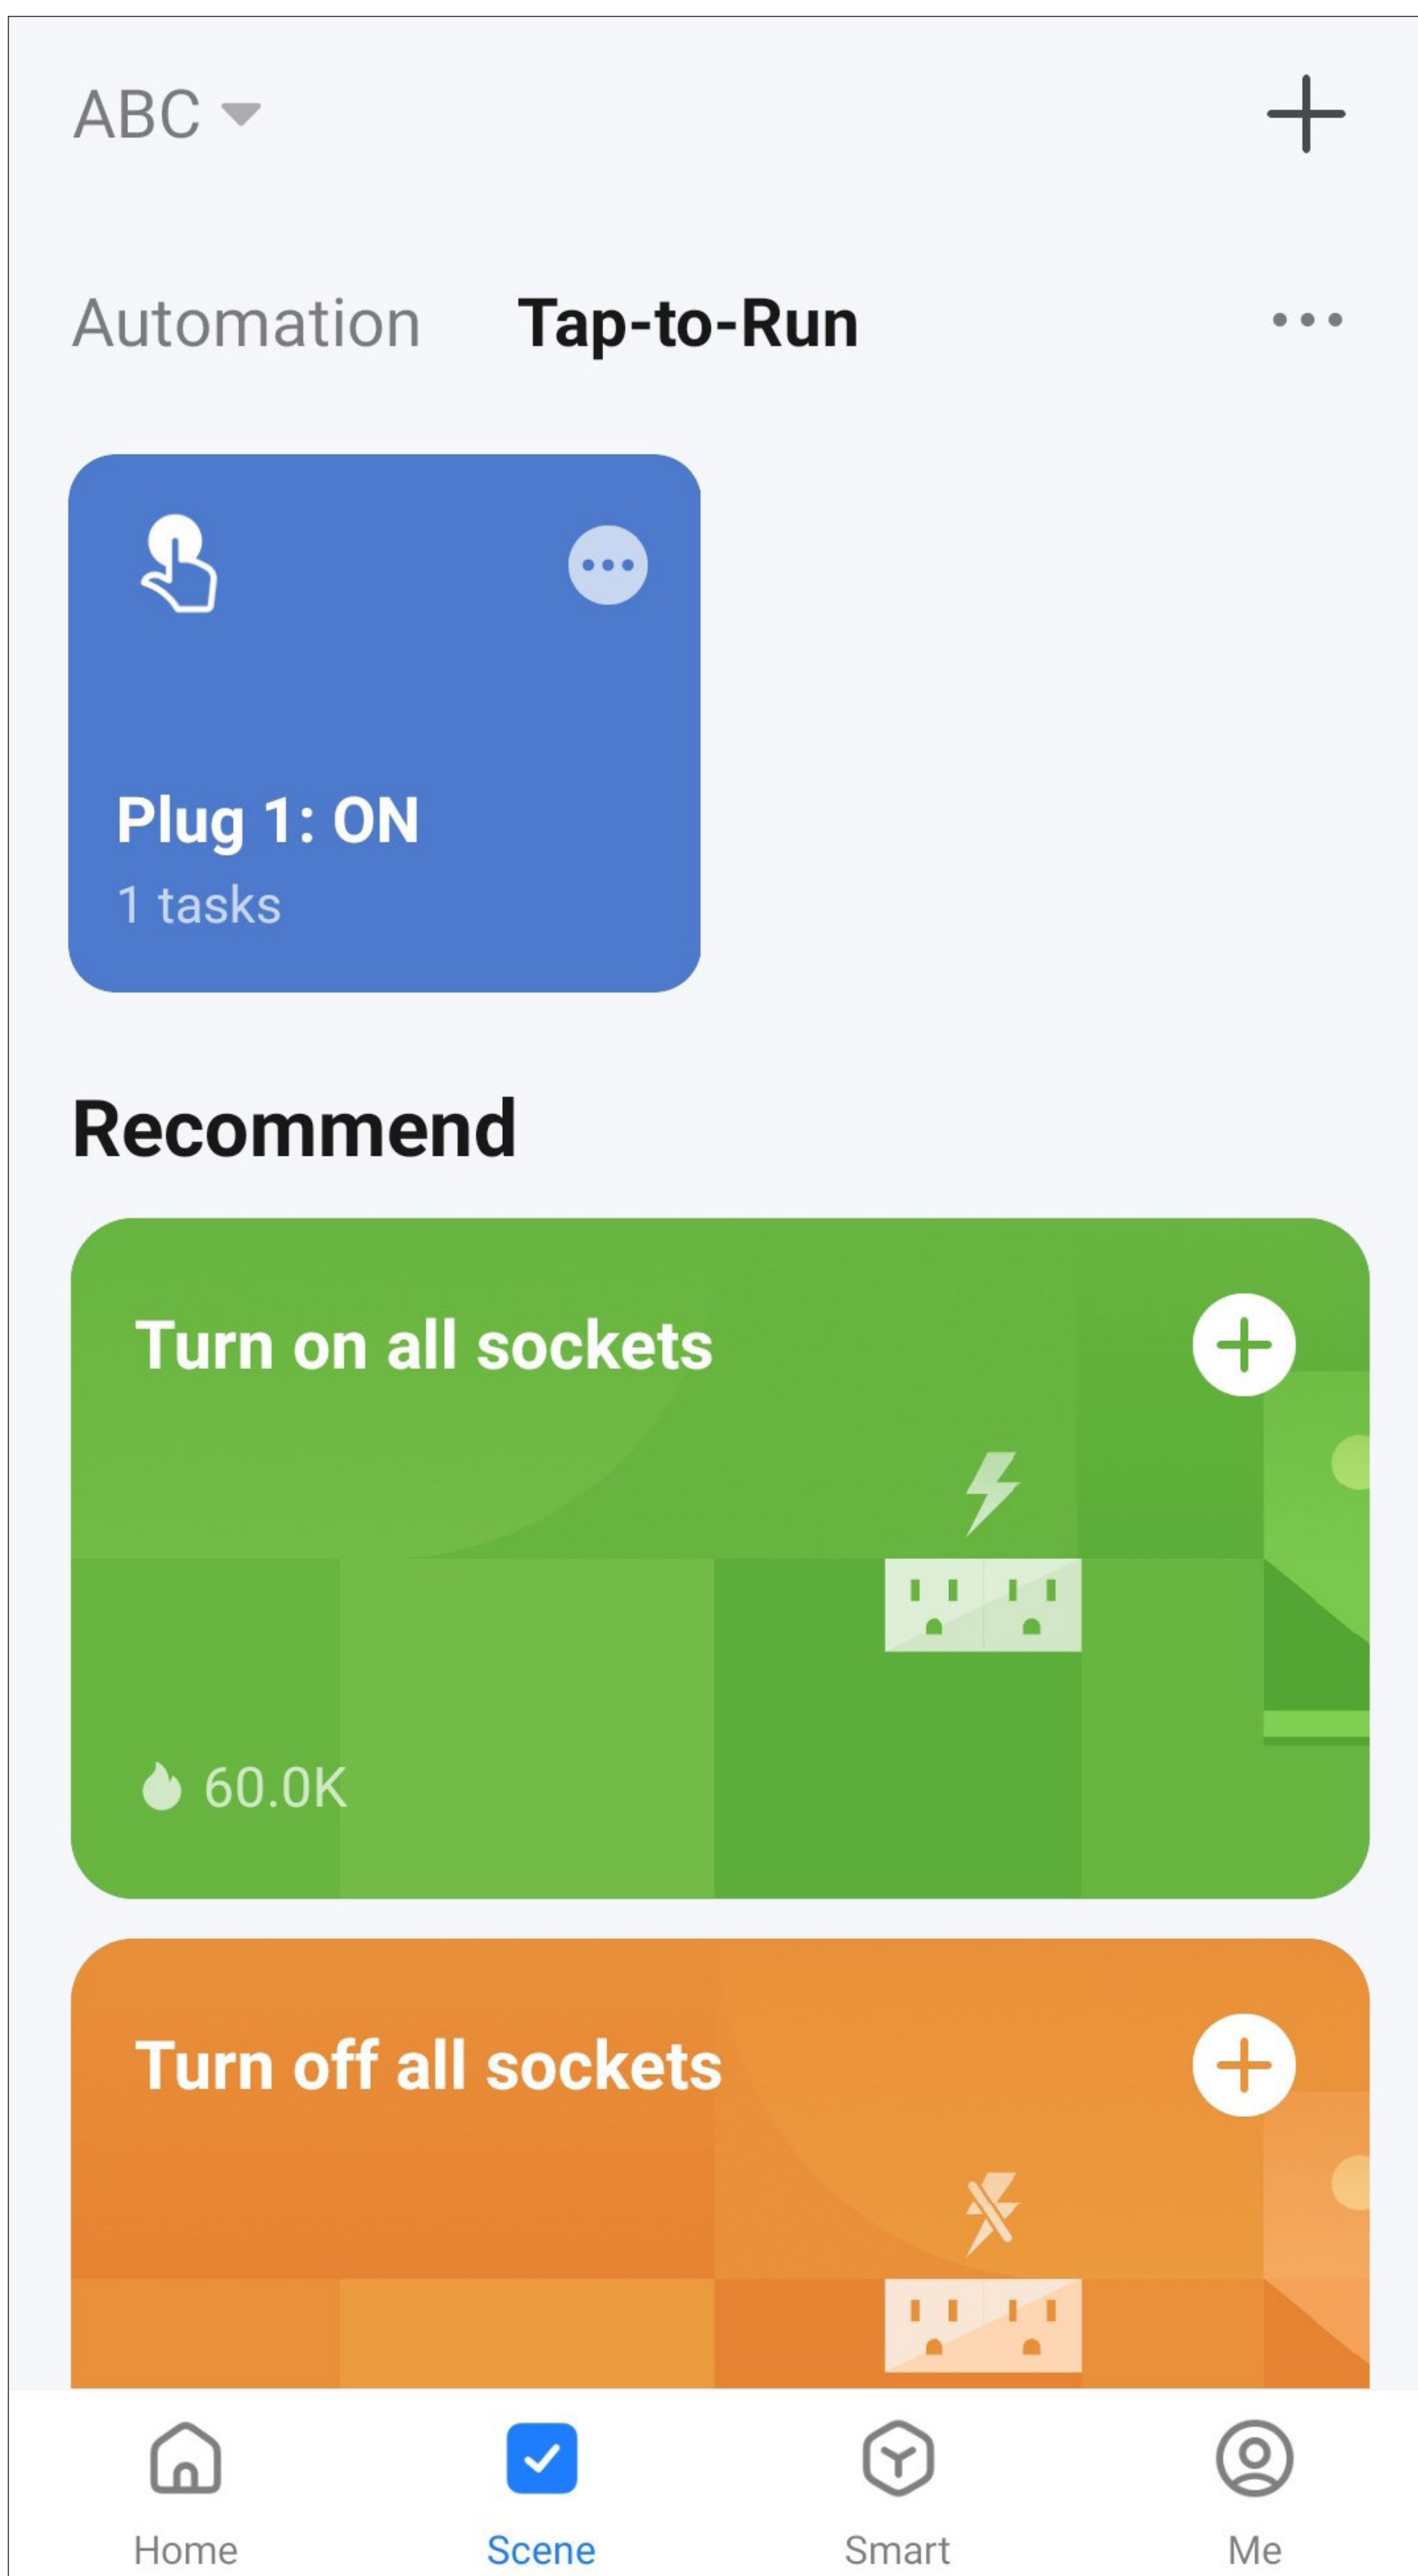 ABC
Automation Tap-to-Run
Plug 1: ON
1 tasks
Recommend
Turn on all sockets
60.0K
Turn off all sockets
Home Scene Smart Me